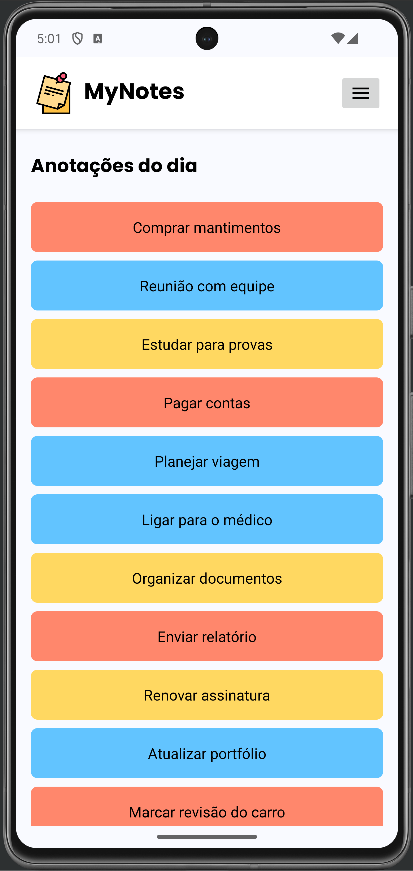 5:01 A
MyNotes
Anotações do dia
Comprar mantimentos
Reunião com equipe
Estudar para provas
Pagar contas
Planejar viagem
Ligar para o médico
Organizar documentos
Enviar relatório
Renovar assinatura
Atualizar portfólio
Marcar revisão do carro